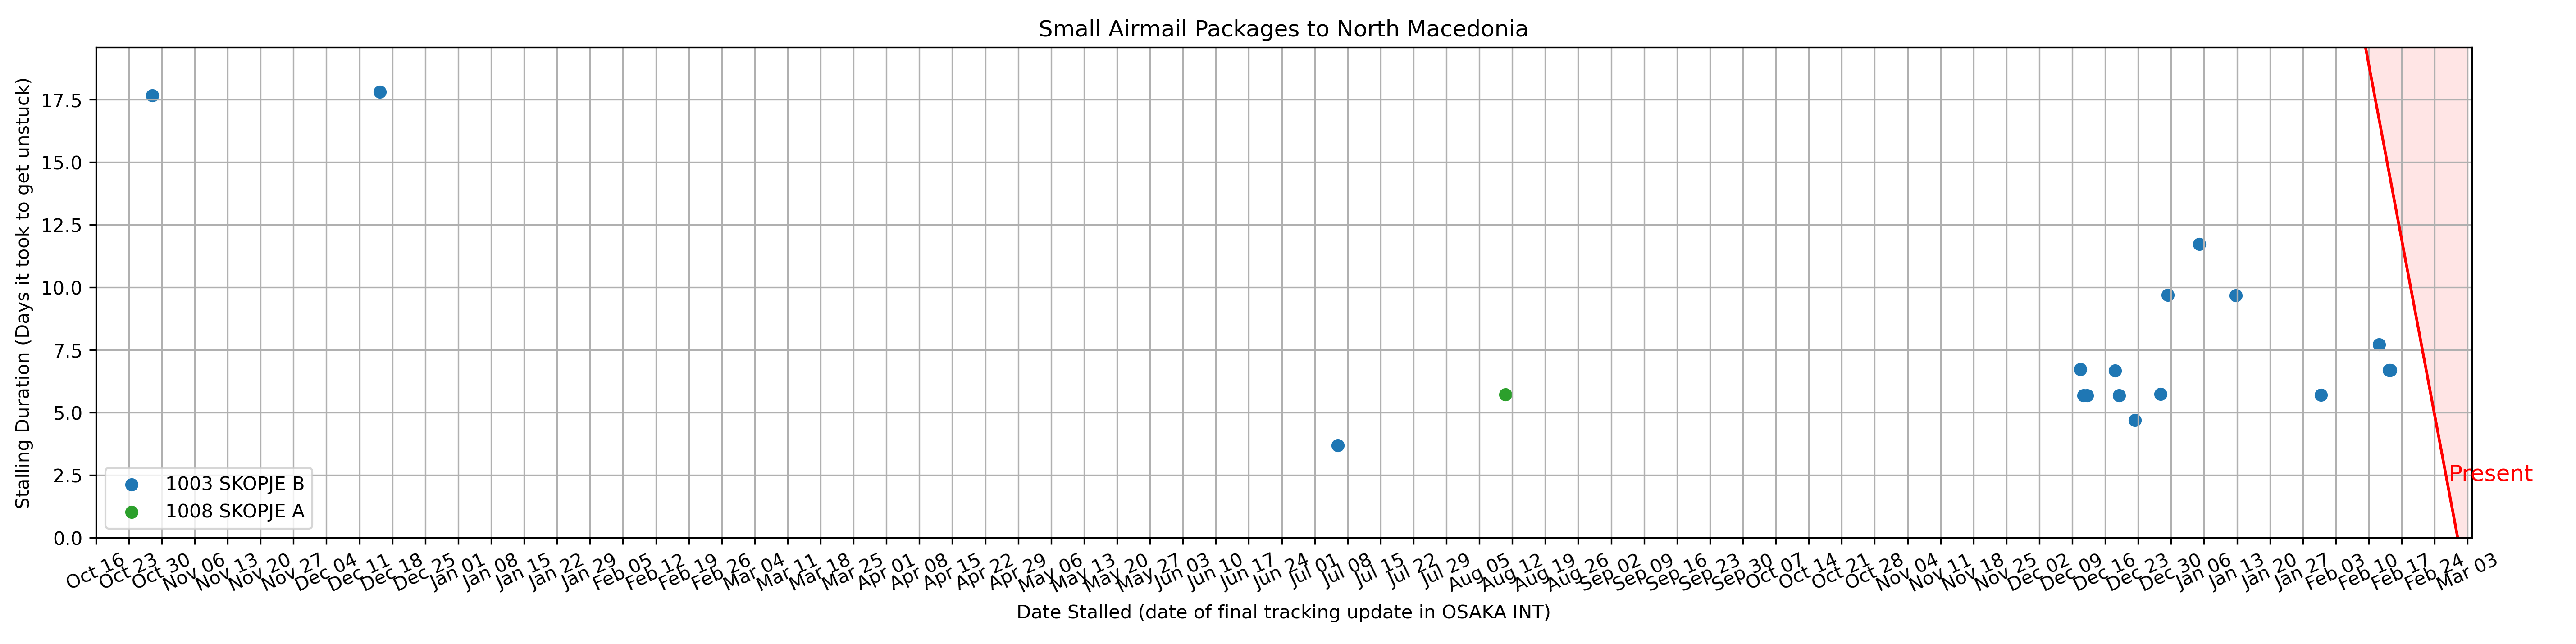 Small Airmail Packages to North Macedonia
Stalling Duration (Days it took to get unstuck)
17.5
15.0
12.5
10.0
7.5
5.0
2.5
0.0
1003 SKOPJE B
1008 SKOPJE A
Present
Oct 16 Oct 23 Oct 30 Nov 06 Nov 13 Nov 20 Nov 27 Dec 04 Dec 11 Dec 18 Dec 25 Jan 01 Jan 08 Jan 15 Jan 22 Jan 29 Feb 05 Feb 12 Feb 19 Feb 26 Mar 04 Mar 11 Mar 18 Mar 25 Apr 01 Apr 08 Apr 15 Apr 22 Apr 29 May 06 May 13 May 20 May 27 Jun 03 Jun 10 Jun 17 Jun 24 Jul 01 Jul 08 Jul 15 Jul 22 Jul 29 Aug 05 Aug 12 Aug 19 Aug 26 Sep 02 Sep 09 Sep 16 Sep 23 Sep 30 Oct 07 Oct 14 Oct 21 Oct 28 Nov 04 Nov 11 Nov 18 Nov 25 Dec 02 Dec 09 Dec 16 Dec 23 Dec 30 Jan 06 Jan 13 Jan 20 Jan 27 Feb 03 Feb 10 Feb 17 Feb 24 Mar 03
Date Stalled (date of final tracking update in OSAKA INT)